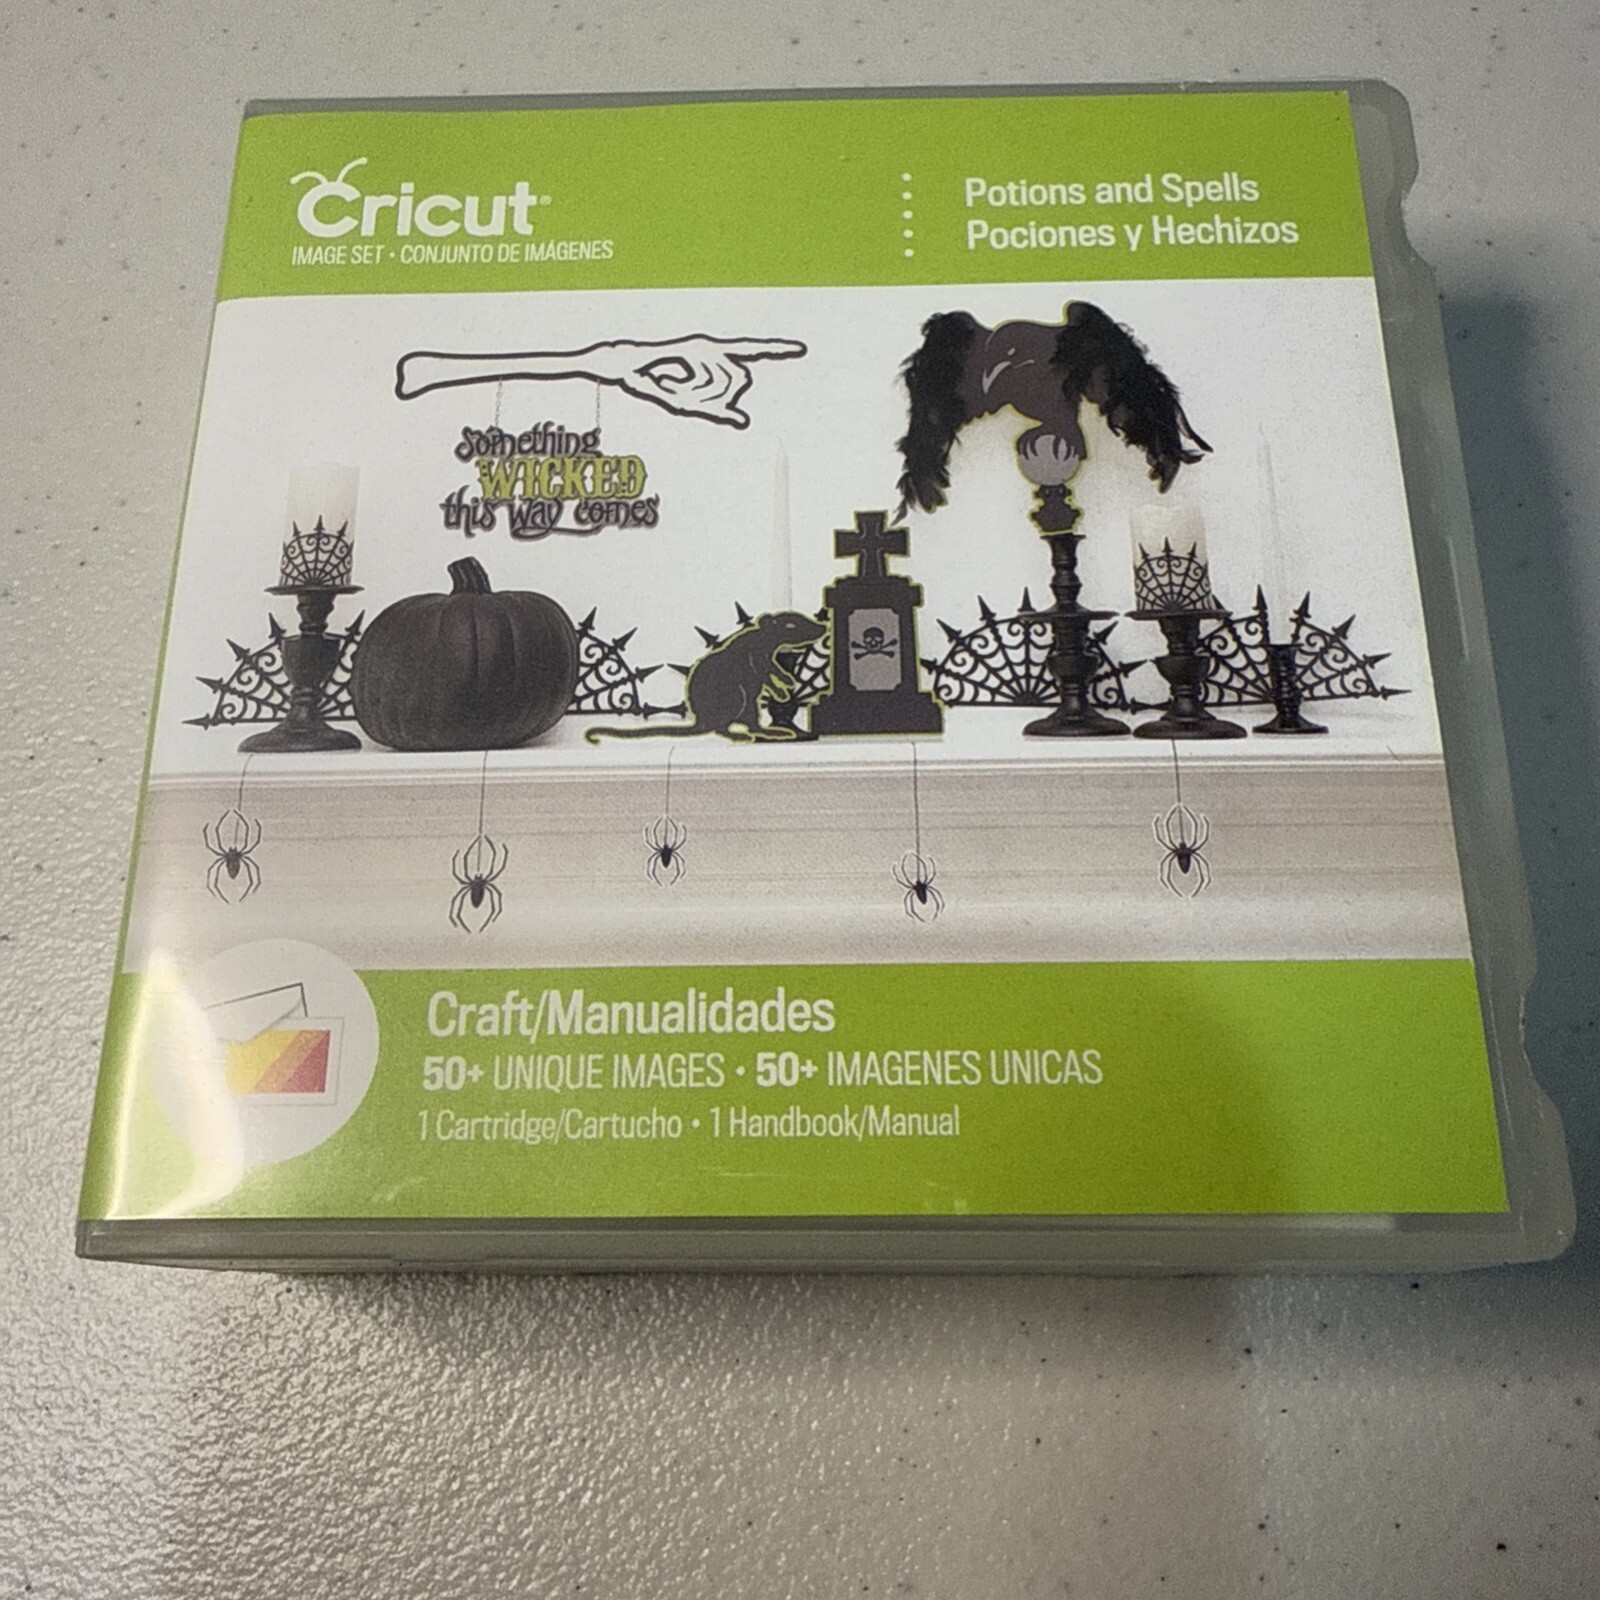 Cricut®
IMAGE SET • CONJUNTO DE IMÁGENES
Potions and Spells
Pociones y Hechizos
something
WICKED
this way comes
Craft/Manualidades
50+ UNIQUE IMAGES • 50+ IMAGENES UNICAS
1 Cartridge/Cartucho • 1 Handbook/Manual